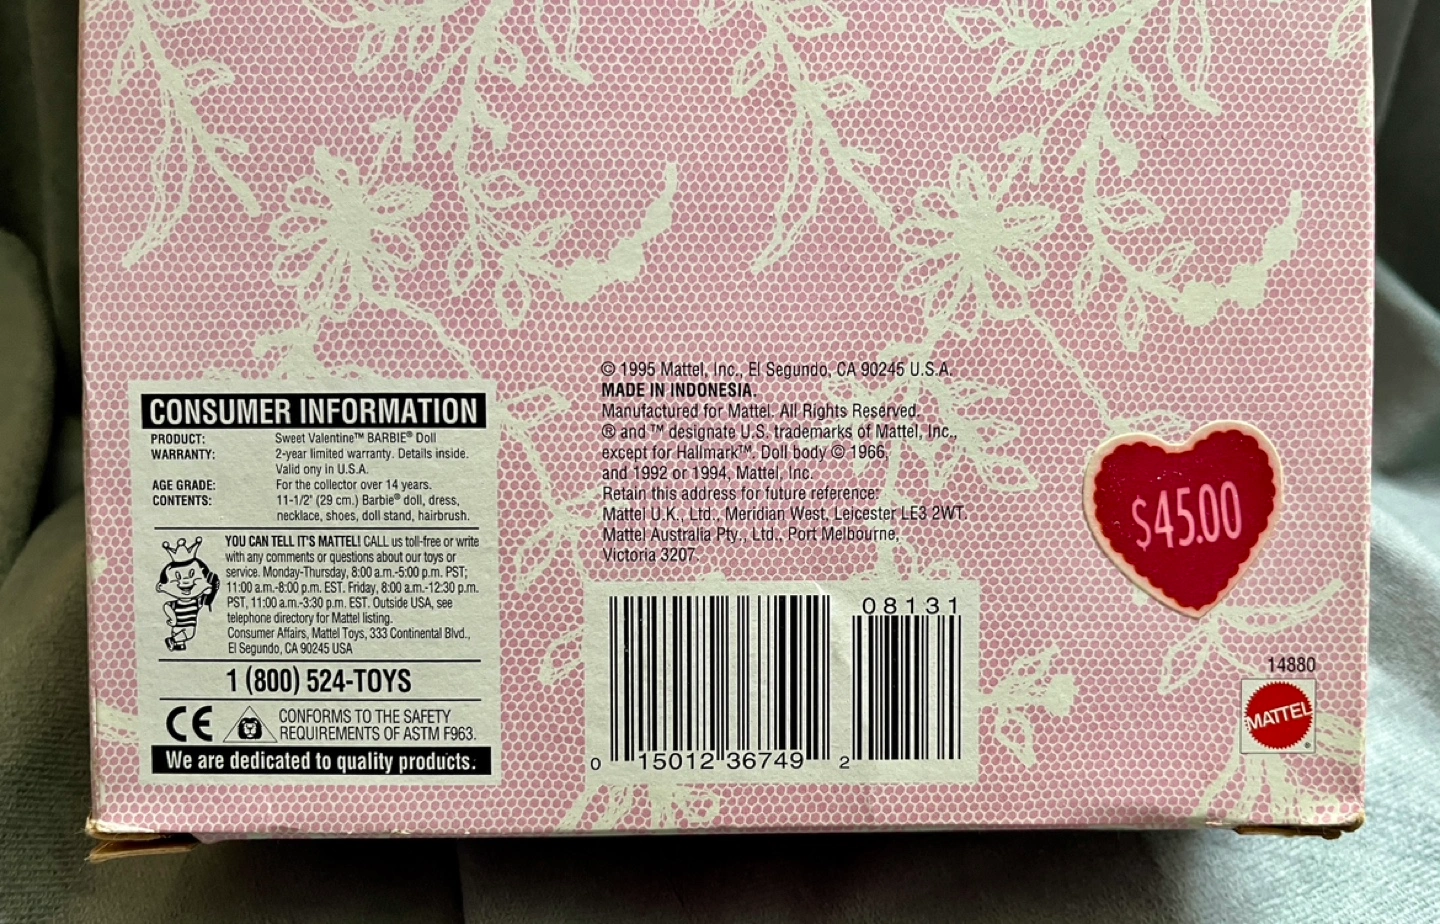 CONSUMER INFORMATION
PRODUCT: Sweet Valentine™ BARBIE® Doll
WARRANTY: 2-year limited warranty. Details inside.
Valid ony in U.S.A.
AGE GRADE: For the collector over 14 years.
CONTENTS: 11-1/2' (29 cm.) Barbie® doll, dress,
necklace, shoes, doll stand, hairbrush.
YOU CAN TELL IT'S MATTEL! CALL us toll-free or write
with any comments or questions about our toys or
service. Monday-Thursday, 8:00 a.m.-5:00 p.m. PST;
11:00 a.m.-8:00 p.m. EST. Friday, 8:00 a.m.-12:30 p.m.
PST, 11:00 a.m.-3:30 p.m. EST. Outside USA, see
telephone directory for Mattel listing.
Consumer Affairs, Mattel Toys, 333 Continental Blvd.,
El Segundo, CA 90245 USA
1 (800) 524-TOYS
CE
CONFORMS TO THE SAFETY
REQUIREMENTS OF ASTM F963.
We are dedicated to quality products.
© 1995 Mattel, Inc., El Segundo, CA 90245 U.S.A.
MADE IN INDONESIA.
Manufactured for Mattel. All Rights Reserved.
® and ™ designate U.S. trademarks of Mattel, Inc.,
except for Hallmark™. Doll body © 1966,
and 1992 or 1994, Mattel, Inc.
Retain this address for future reference:
Mattel U.K., Ltd., Meridian West, Leicester LE3 2WT.
Mattel Australia Pty., Ltd., Port Melbourne,
Victoria 3207.
08131
0 15012 36749 2
$45.00
14880
MATTEL®